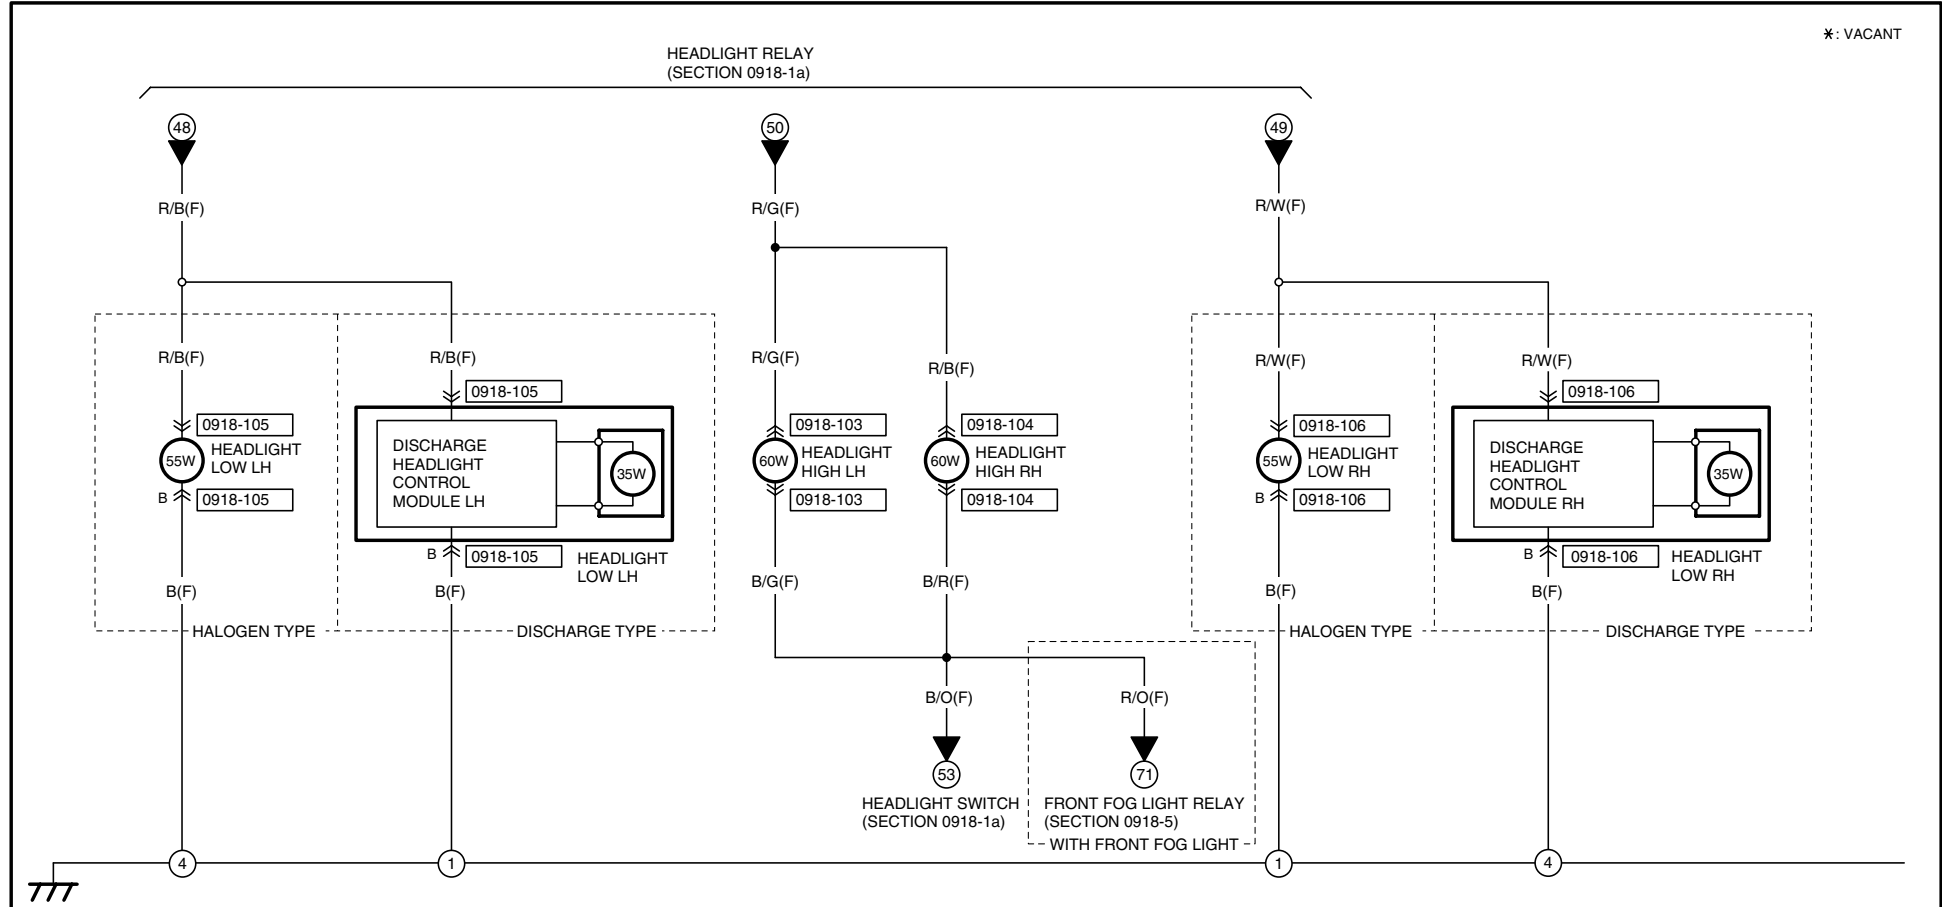 ✶: VACANT
HEADLIGHT RELAY
(SECTION 0918-1a)
48
50
49
R/B(F)
R/G(F)
R/W(F)
R/B(F)
R/B(F)
R/G(F)
R/B(F)
R/W(F)
R/W(F)
0918-105
0918-106
0918-105
0918-103
0918-104
0918-106
55W
HEADLIGHT
LOW LH
DISCHARGE
HEADLIGHT
CONTROL
MODULE LH
35W
60W
HEADLIGHT
HIGH LH
60W
HEADLIGHT
HIGH RH
55W
HEADLIGHT
LOW RH
DISCHARGE
HEADLIGHT
CONTROL
MODULE RH
35W
B
0918-105
0918-103
0918-104
B
0918-106
B
0918-105
HEADLIGHT
LOW LH
B
0918-106
HEADLIGHT
LOW RH
B(F)
B(F)
B/G(F)
B/R(F)
B(F)
B(F)
HALOGEN TYPE
DISCHARGE TYPE
HALOGEN TYPE
DISCHARGE TYPE
B/O(F)
R/O(F)
53
71
HEADLIGHT SWITCH
(SECTION 0918-1a)
FRONT FOG LIGHT RELAY
(SECTION 0918-5)
WITH FRONT FOG LIGHT
4
1
1
4